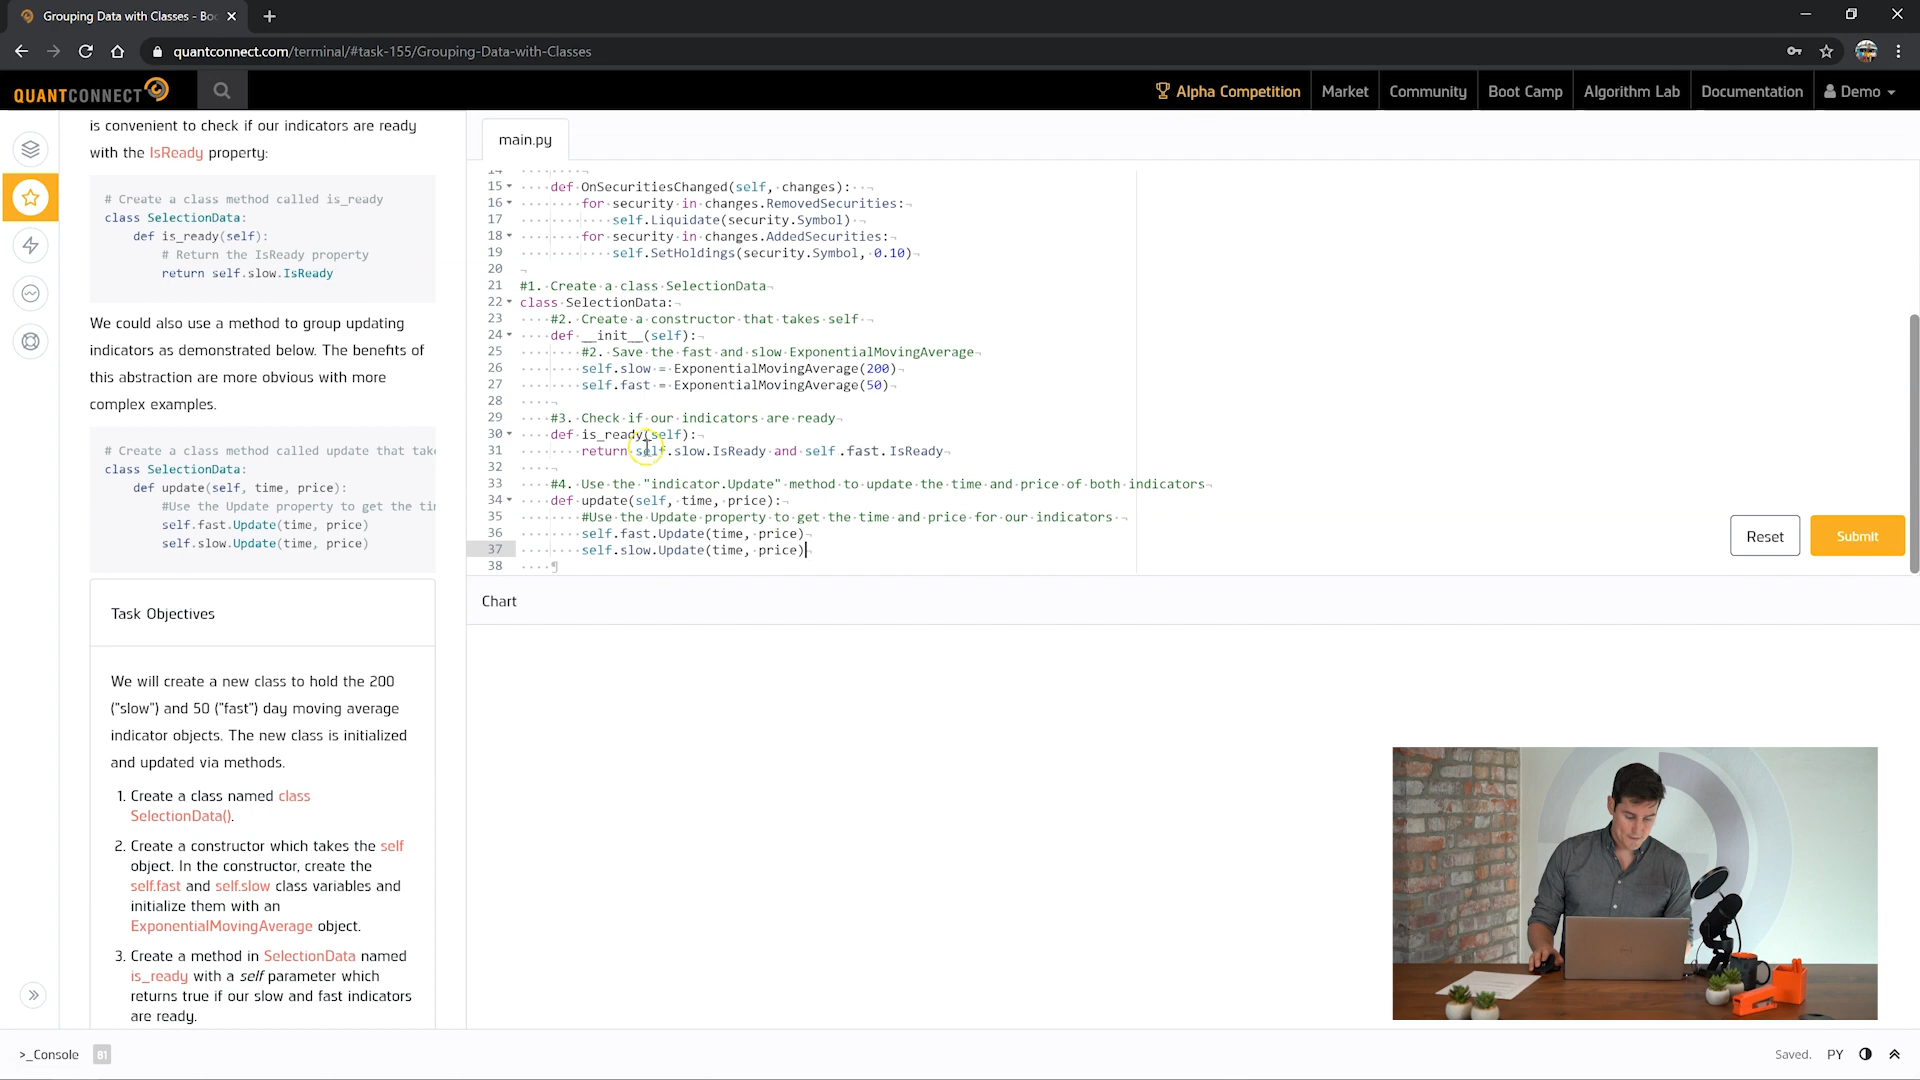 Grouping Data with Classes - Boo
quantconnect.com/terminal/#task-155/Grouping-Data-with-Classes
QUANTCONNECT
Alpha Competition
Market
Community
Boot Camp
Algorithm Lab
Documentation
Demo
is convenient to check if our indicators are ready
with the IsReady property:
# Create a class method called is_ready
class SelectionData:
def is_ready(self):
# Return the IsReady property
return self.slow.IsReady
We could also use a method to group updating
indicators as demonstrated below. The benefits of
this abstraction are more obvious with more
complex examples.
# Create a class method called update that take
class SelectionData:
def update(self, time, price):
#Use the Update property to get the tim
self.fast.Update(time, price)
self.slow.Update(time, price)
Task Objectives
We will create a new class to hold the 200
("slow") and 50 ("fast") day moving average
indicator objects. The new class is initialized
and updated via methods.
1. Create a class named class
SelectionData().
2. Create a constructor which takes the self
object. In the constructor, create the
self.fast and self.slow class variables and
initialize them with an
ExponentialMovingAverage object.
3. Create a method in SelectionData named
is_ready with a self parameter which
returns true if our slow and fast indicators
are ready.
main.py
14
15 def OnSecuritiesChanged(self, changes):
16 for security in changes.RemovedSecurities:
17 self.Liquidate(security.Symbol)
18 for security in changes.AddedSecurities:
19 self.SetHoldings(security.Symbol, 0.10)
20
21 #1. Create a class SelectionData
22 class SelectionData:
23 #2. Create a constructor that takes self
24 def __init__(self):
25 #2. Save the fast and slow ExponentialMovingAverage
26 self.slow = ExponentialMovingAverage(200)
27 self.fast = ExponentialMovingAverage(50)
28
29 #3. Check if our indicators are ready
30 def is_ready(self):
31 return self.slow.IsReady and self.fast.IsReady
32
33 #4. Use the "indicator.Update" method to update the time and price of both indicators
34 def update(self, time, price):
35 #Use the Update property to get the time and price for our indicators
36 self.fast.Update(time, price)
37 self.slow.Update(time, price)
38
Reset
Submit
Chart
>_Console
81
Saved.
PY